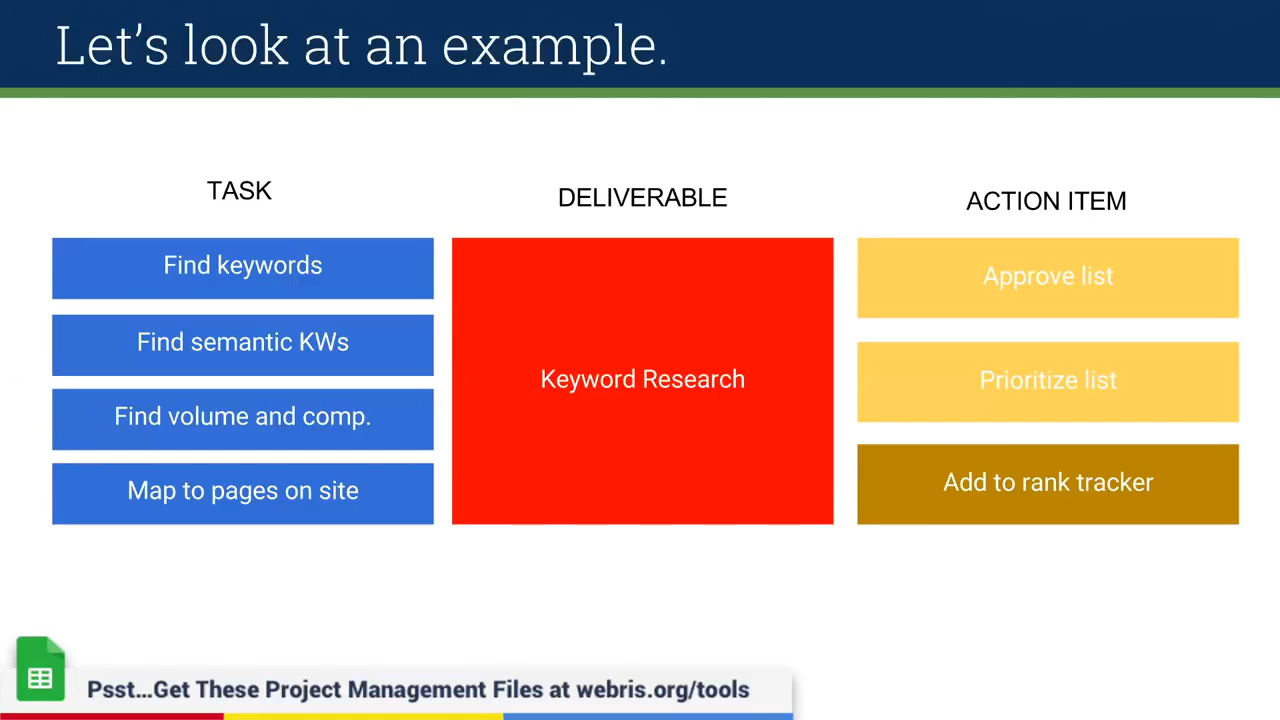 Let's look at an example.
TASK
Find keywords
Find semantic KWs
Find volume and comp.
Map to pages on site
DELIVERABLE
Keyword Research
ACTION ITEM
Approve list
Prioritize list
Add to rank tracker
Psst...Get These Project Management Files at webris.org/tools